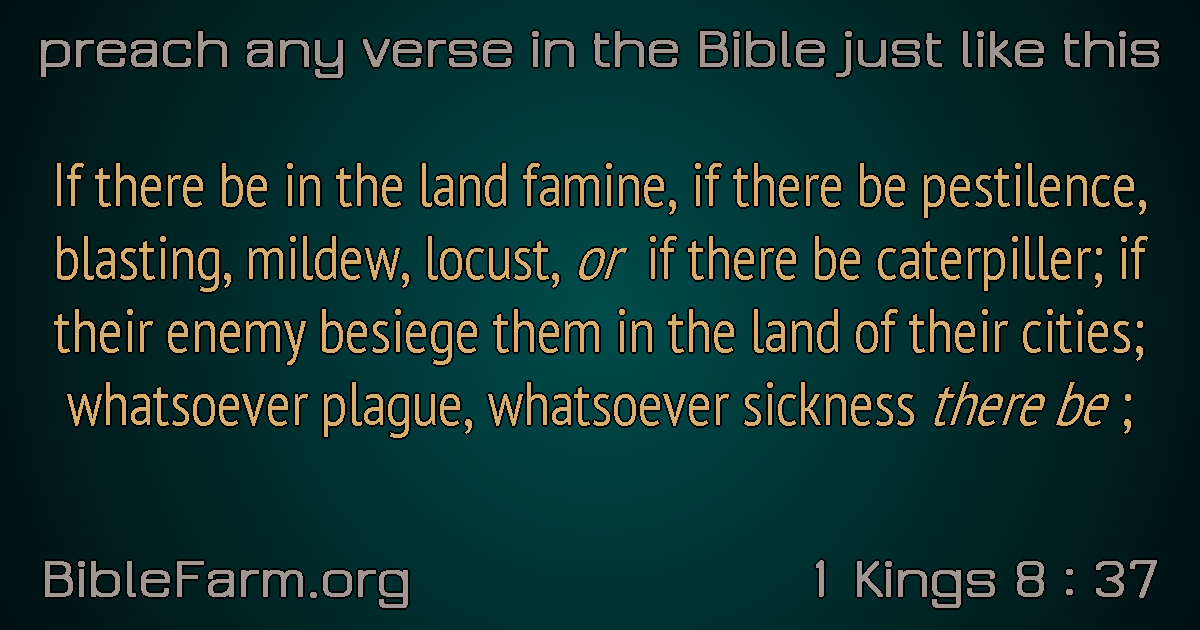 preach any verse in the Bible just like this
If there be in the land famine, if there be pestilence,
blasting, mildew, locust, or if there be caterpiller; if
their enemy besiege them in the land of their cities;
whatsoever plague, whatsoever sickness there be ;
BibleFarm.org
1 Kings 8 : 37